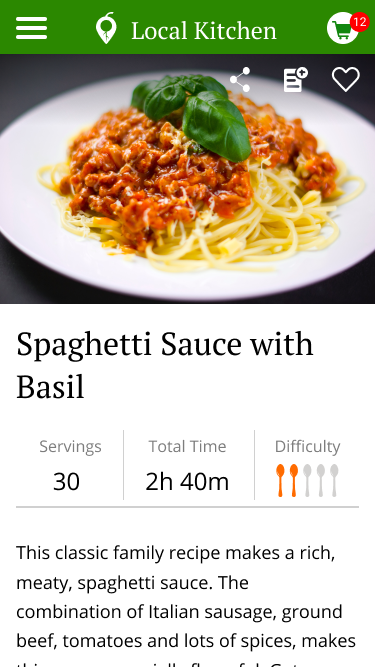 Local Kitchen
12
Spaghetti Sauce with
Basil
Servings
Total Time
Difficulty
30
2h 40m
This classic family recipe makes a rich,
meaty, spaghetti sauce. The
combination of Italian sausage, ground
beef, tomatoes and lots of spices, makes